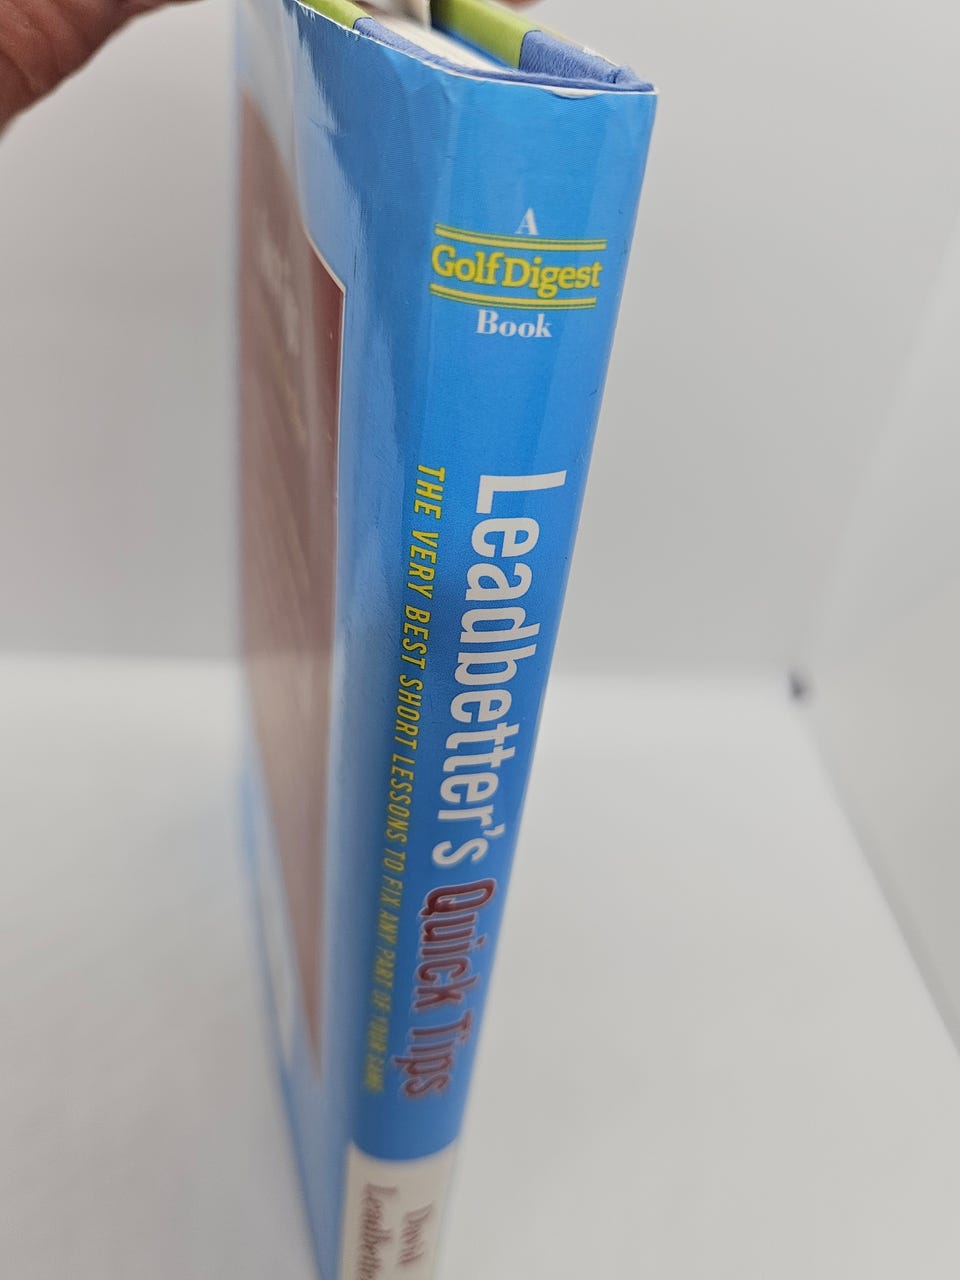 A
Golf Digest
Book
Leadbetter's Quick Tips
THE VERY BEST SHORT LESSONS TO FIX ANY PART OF YOUR GAME
David
Leadbetter